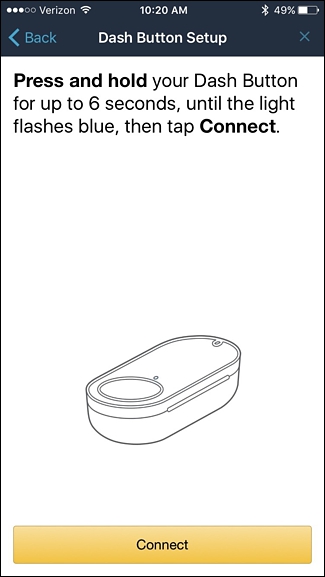 Verizon 10:20 AM 49%
Back Dash Button Setup
Press and hold your Dash Button
for up to 6 seconds, until the light
flashes blue, then tap Connect.
Connect